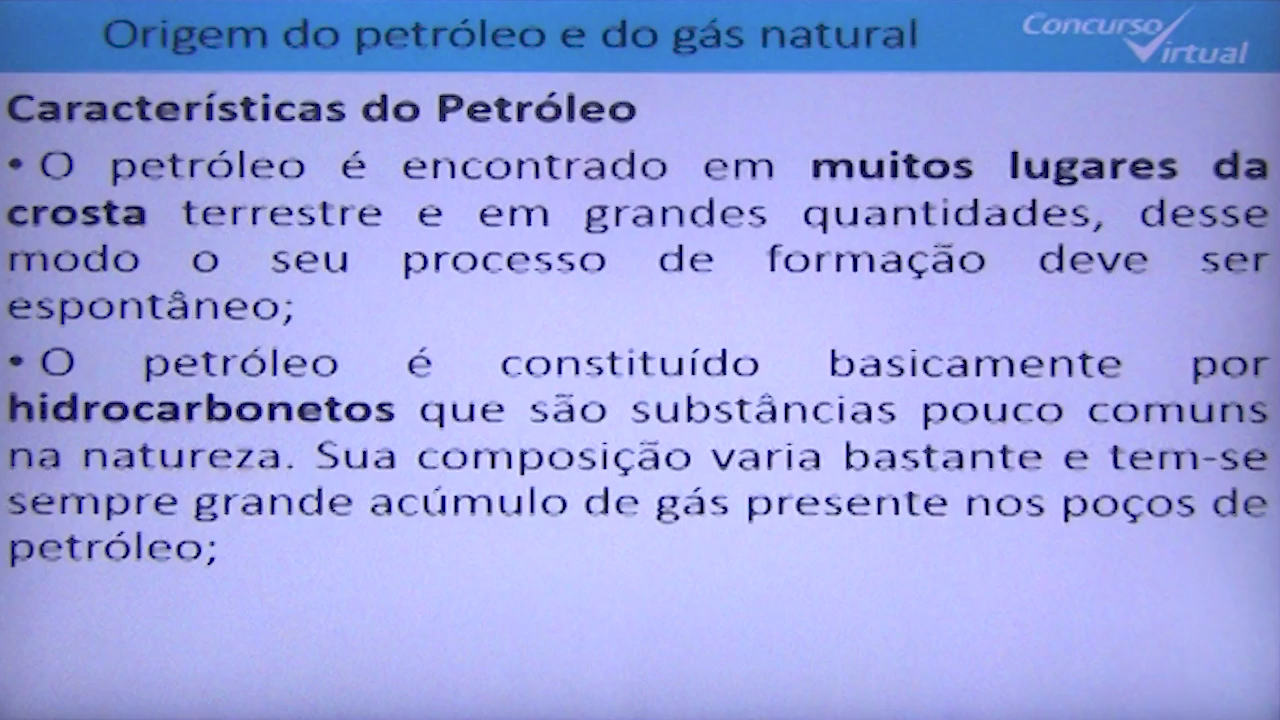 Origem do petróleo e do gás natural
Concurso Virtual
Características do Petróleo
• O petróleo é encontrado em muitos lugares da
crosta terrestre e em grandes quantidades, desse
modo o seu processo de formação deve ser
espontâneo;
• O petróleo é constituído basicamente por
hidrocarbonetos que são substâncias pouco comuns
na natureza. Sua composição varia bastante e tem-se
sempre grande acúmulo de gás presente nos poços de
petróleo;